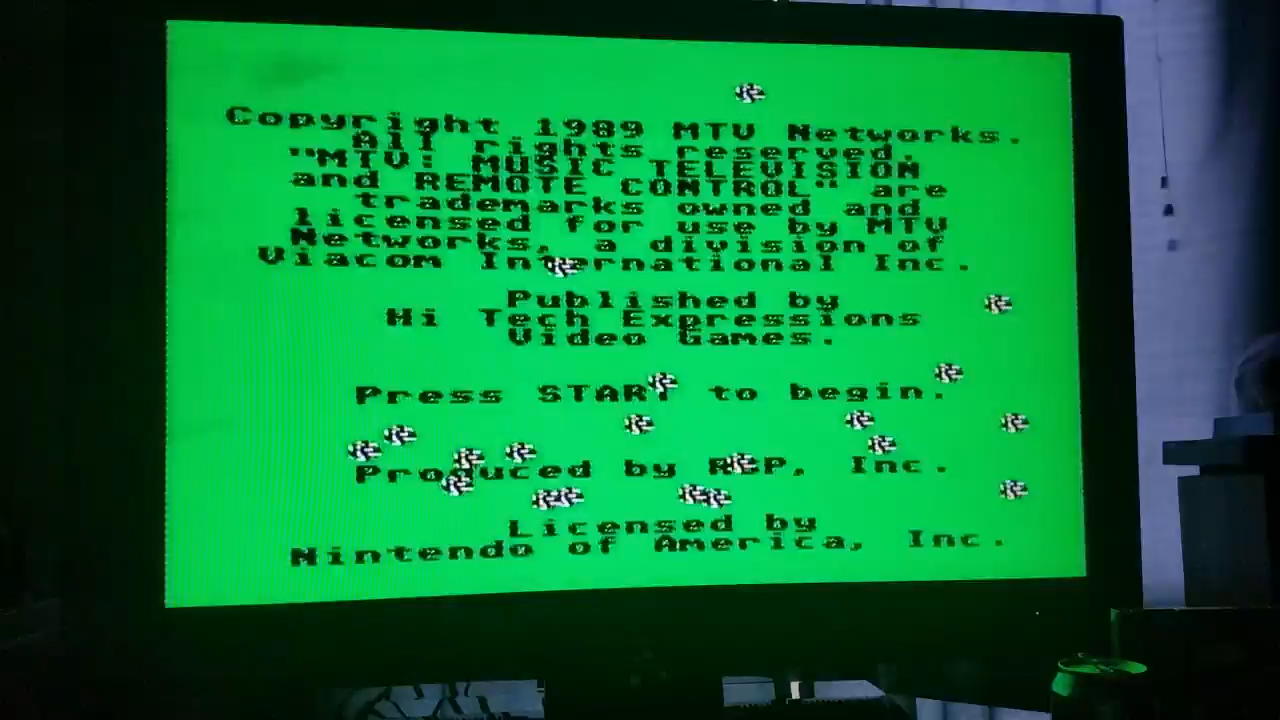 Copyright 1989 MTV Networks.
All rights reserved.
"MTV: MUSIC TELEVISION
and REMOTE CONTROL" are
trademarks owned and
licensed for use by MTV
Networks, a division of
Viacom International Inc.
Published by
Hi Tech Expressions
Video Games.
Press START to begin.
Produced by RSP, Inc.
Licensed by
Nintendo of America, Inc.